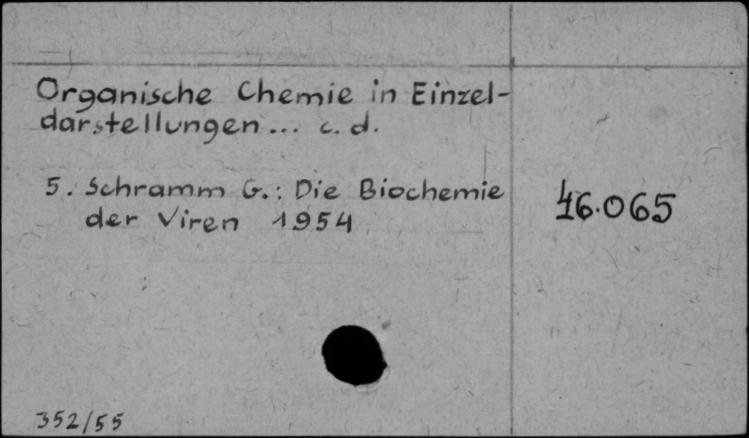 Organische Chemie in Einzel-
darstellungen... c. d.
5. Schramm G.: Die Biochemie
der Viren 1954
46.065
352/55